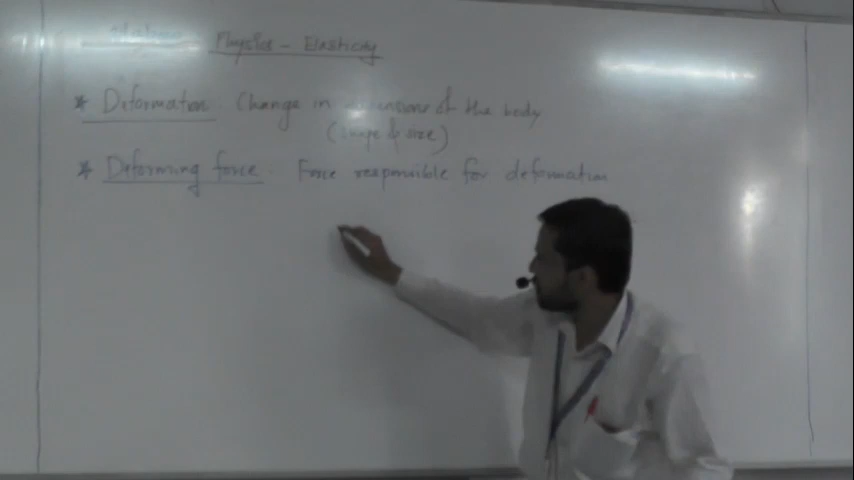 Physics - Elasticity
* Deformation : Change in dimensions of the body
(shape & size)
* Deforming force : Force responsible for deformation